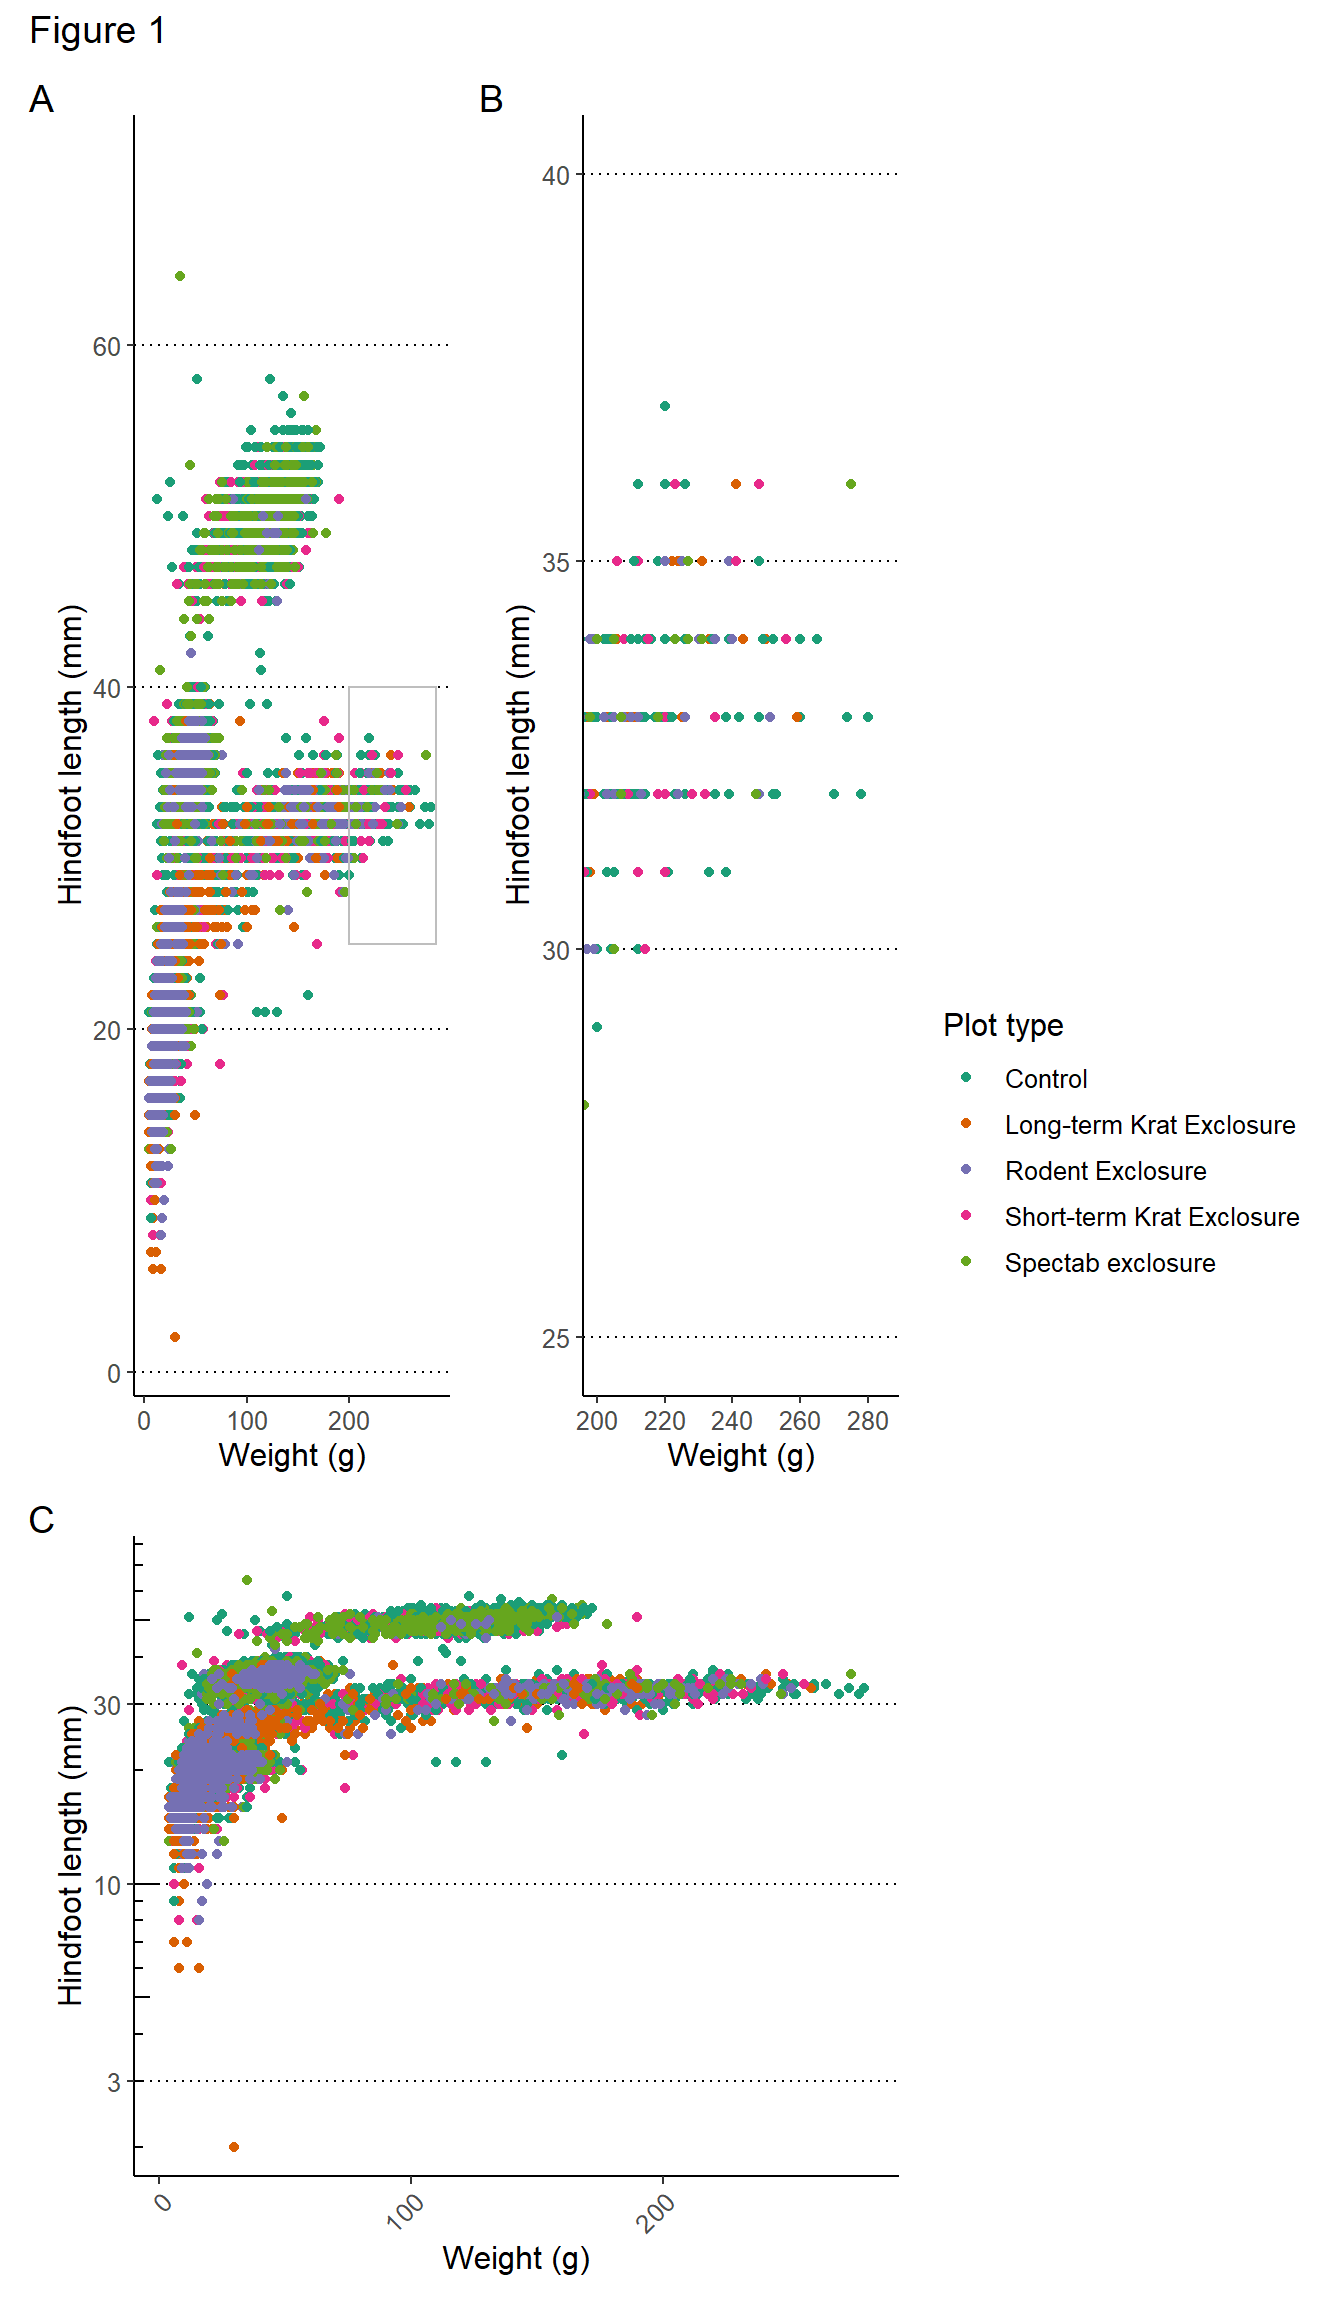 Figure 1
A
60
40
20
0
Hindfoot length (mm)
0 100 200
Weight (g)
B
40
35
30
25
Hindfoot length (mm)
200 220 240 260 280
Weight (g)
Plot type
Control
Long-term Krat Exclosure
Rodent Exclosure
Short-term Krat Exclosure
Spectab exclosure
C
30
10
3
Hindfoot length (mm)
0 100 200
Weight (g)